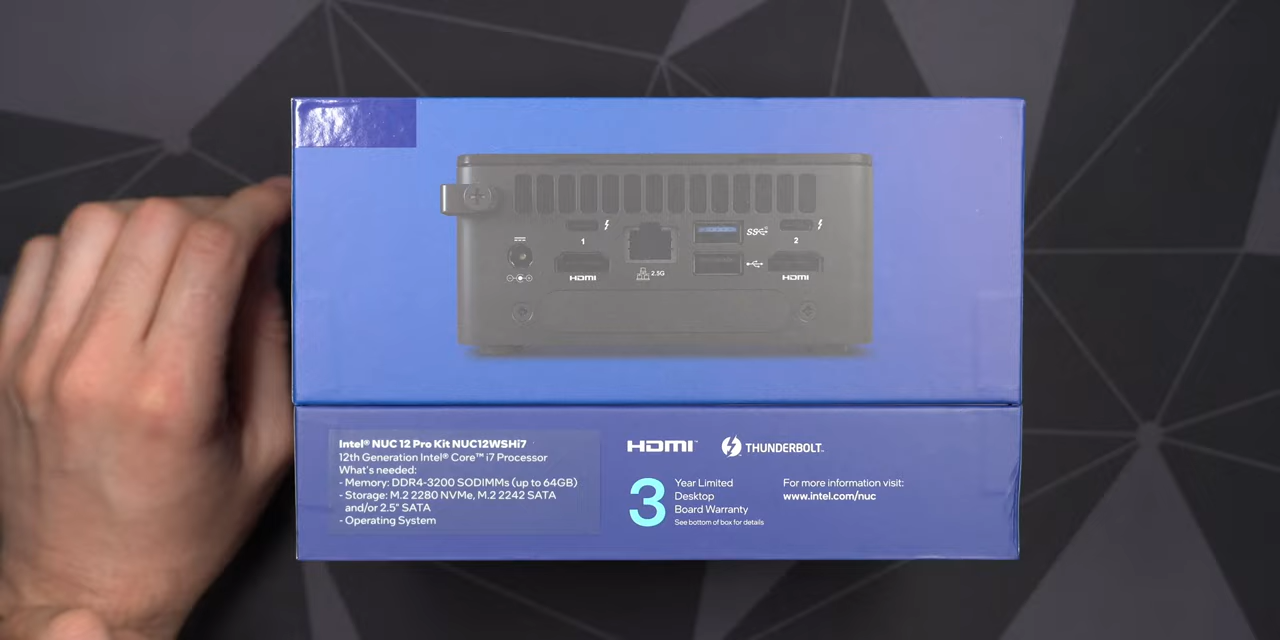 SS
1
2
HDMI
2.5G
HDMI
Intel® NUC 12 Pro Kit NUC12WSHi7
12th Generation Intel® Core™ i7 Processor
What's needed:
- Memory: DDR4-3200 SODIMMs (up to 64GB)
- Storage: M.2 2280 NVMe, M.2 2242 SATA
and/or 2.5" SATA
- Operating System
HDMI™
THUNDERBOLT™
3
Year Limited
Desktop
Board Warranty
See bottom of box for details
For more information visit:
www.intel.com/nuc